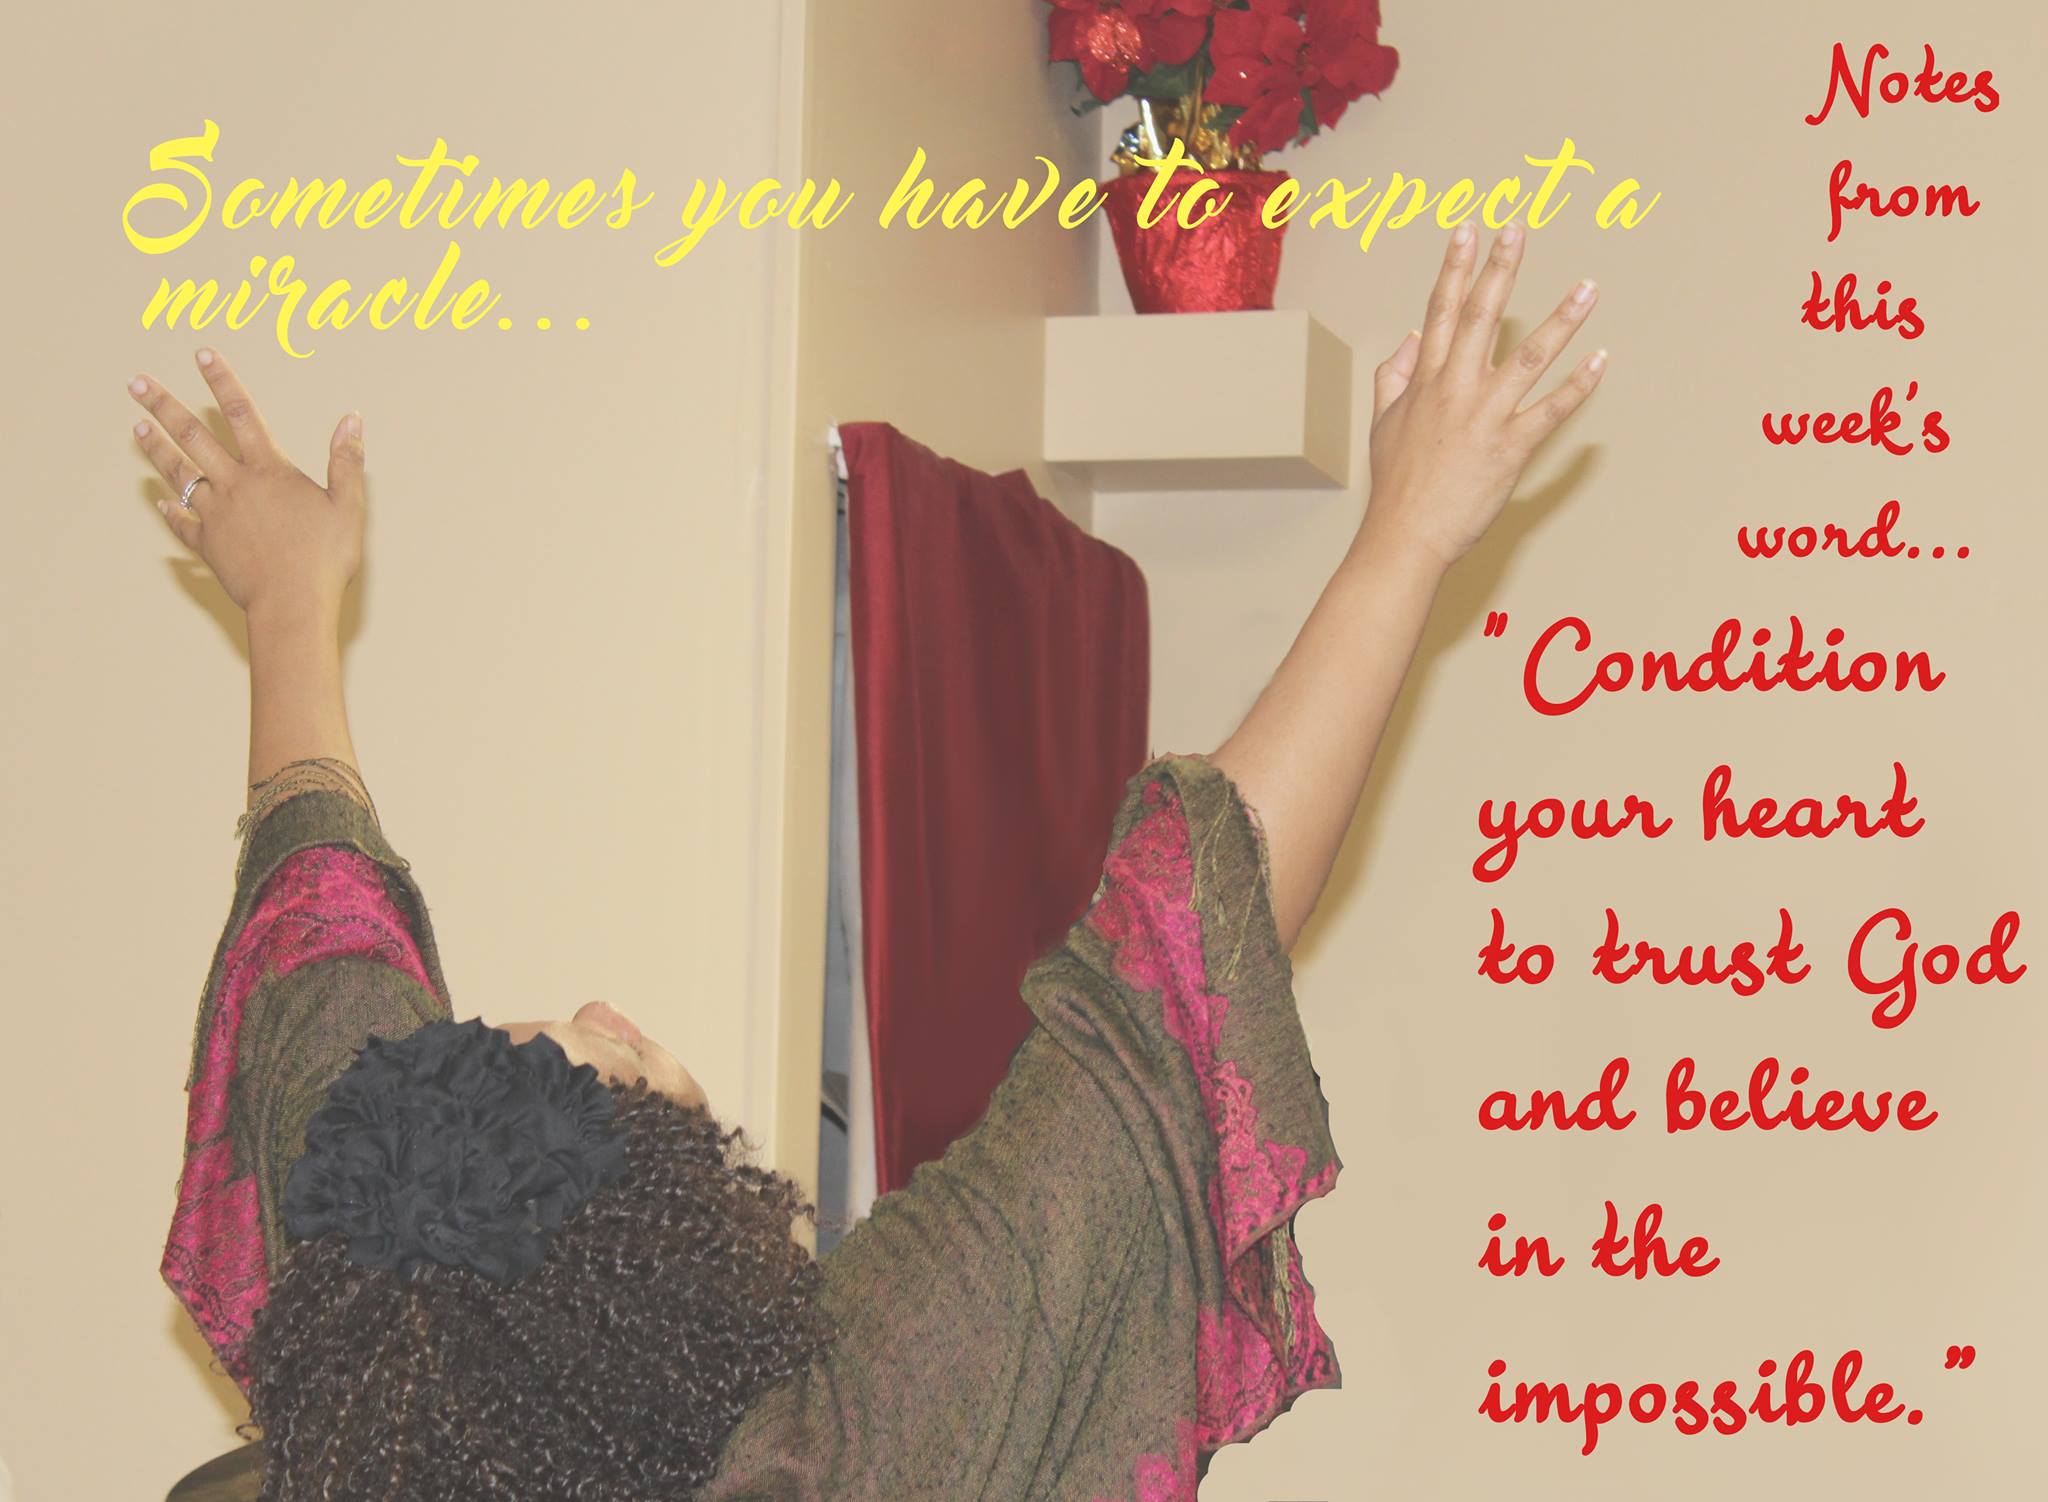 Sometimes you have to expect a
miracle...
Notes
from
this
week's
word...
"Condition
your heart
to trust God
and believe
in the
impossible."